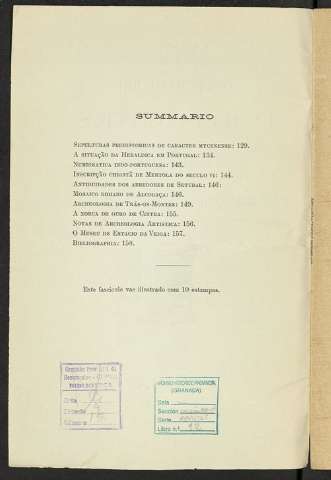 SUMMARIO
SEPULTURAS PREHISTORICAS DE CARACTER MYCENENSE: 129.
A SITUAÇÃO DA HERALDICA EM PORTUGAL: 134.
NUMISMATICA INDO-PORTUGUESA: 143.
INSCRIPÇÃO CHRISTÃ DE MERTOLA DO SECULO VI: 144.
ANTIGUIDADES DOS ARREDORES DE SETUBAL: 146.
MOSAICO ROMANO DE ALCOBAÇA: 146.
ARCHEOLOGIA DE TRÁS-OS-MONTES: 149.
A XORCA DE OURO DE CINTRA: 155.
NOTAS DE ARCHEOLOGIA ARTISTICA: 156.
O MUSEU DE ESTACIO DA VEIGA: 157.
BIBLIOGRAPHIA: 158.
Este fasciculo vae illustrado com 10 estampas.
(GRANADA)
Sala
Sección
Serie
Libro n.º